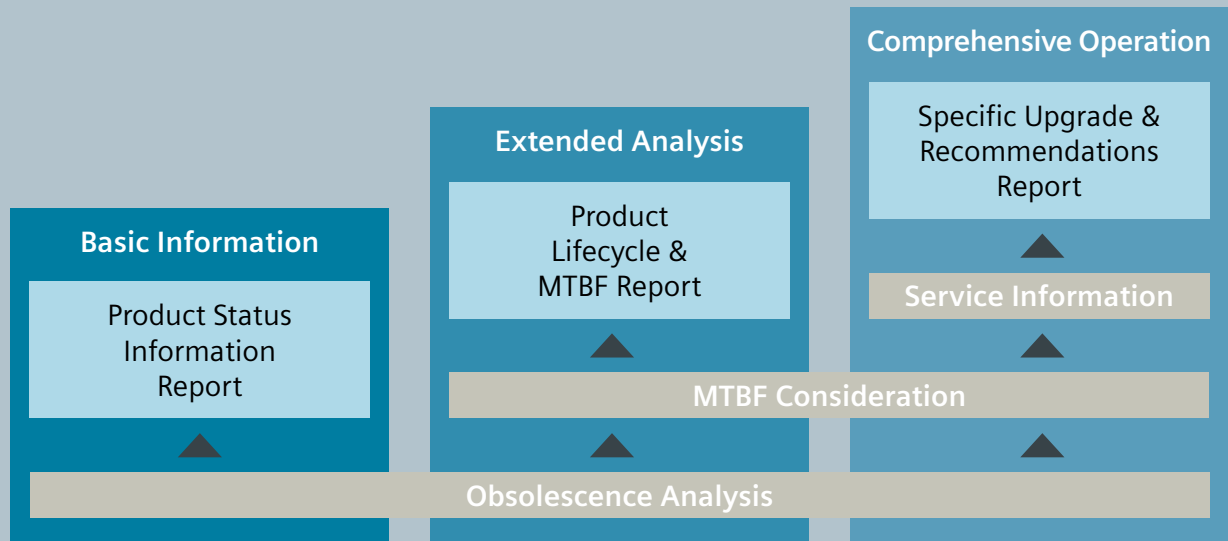 Basic Information
Product Status
Information
Report
Extended Analysis
Product
Lifecycle &
MTBF Report
Comprehensive Operation
Specific Upgrade &
Recommendations
Report
Service Information
MTBF Consideration
Obsolescence Analysis